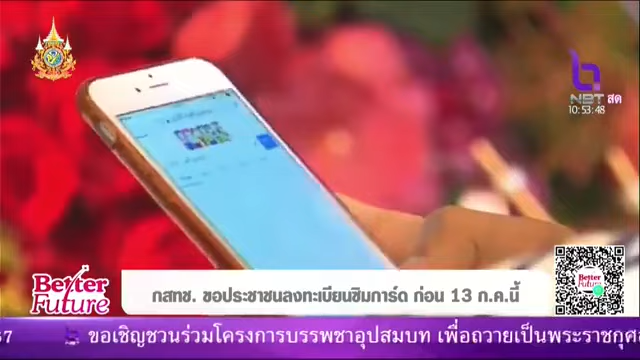 NBT สด
10:53:48
Better
Future
กสทช. ขอประชาชนลงทะเบียนซิมการ์ด ก่อน 13 ก.ค.นี้
ขอเชิญชวนร่วมโครงการบรรพชาอุปสมบท เพื่อถวายเป็นพระราชกุศ